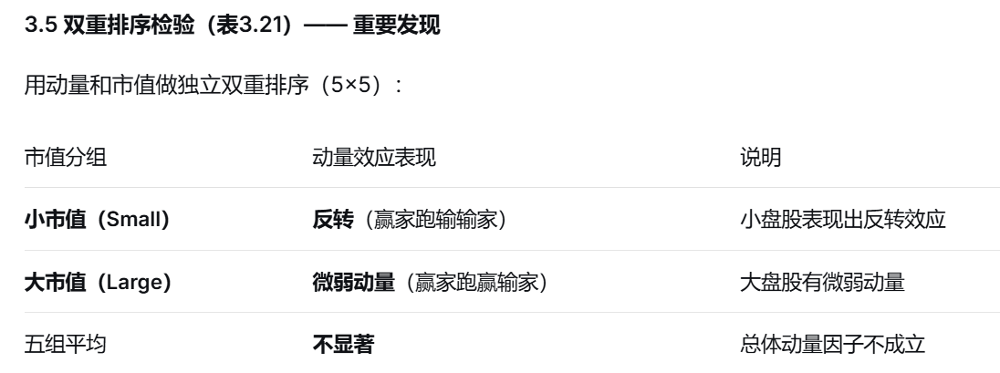 3.5 双重排序检验（表3.21）—— 重要发现
用动量和市值做独立双重排序（5×5）：
市值分组 动量效应表现 说明
小市值（Small） 反转（赢家跑输输家） 小盘股表现出反转效应
大市值（Large） 微弱动量（赢家跑赢输家） 大盘股有微弱动量
五组平均 不显著 总体动量因子不成立